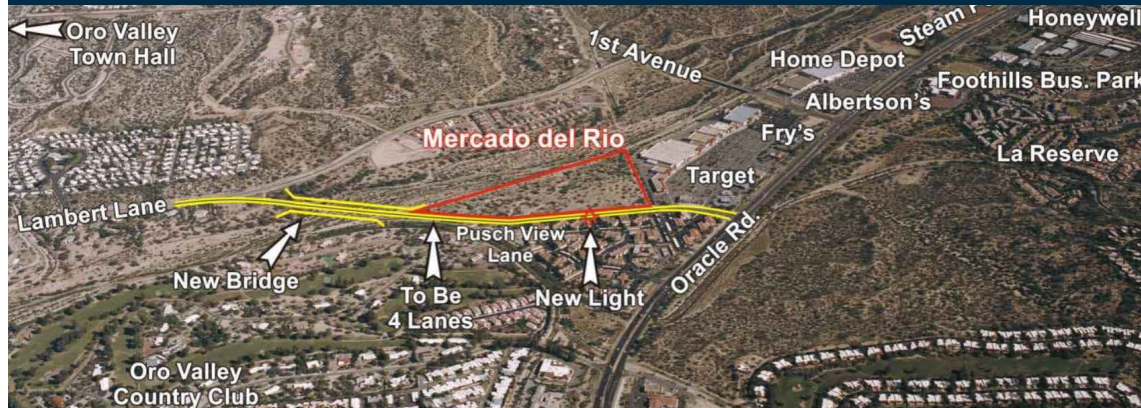 Oro Valley
Town Hall
1st Avenue
Steam
Honeywell
Home Depot
Foothills Bus. Park
Albertson's
Mercado del Rio
Fry's
La Reserve
Target
Lambert Lane
Pusch View
Lane
Oracle Rd.
New Bridge
To Be
4 Lanes
New Light
Oro Valley
Country Club